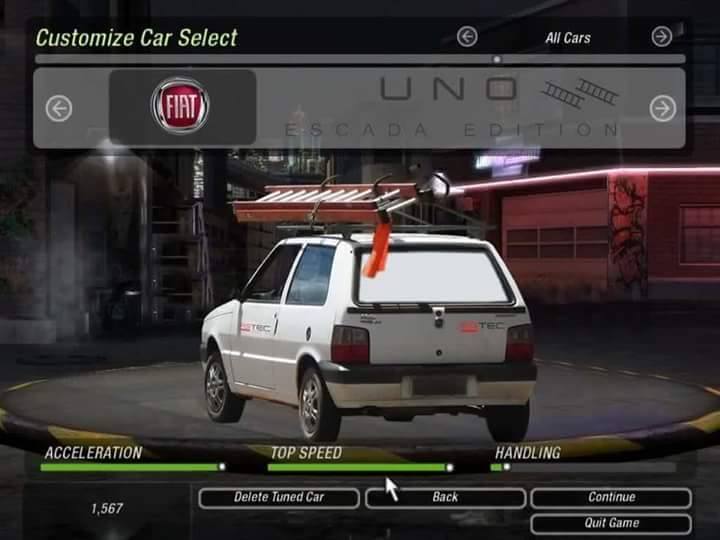 Customize Car Select
All Cars
FIAT
UNO
ESCADA EDITION
TEC
TEC
ACCELERATION
TOP SPEED
HANDLING
1,567
Delete Tuned Car
Back
Continue
Quit Game